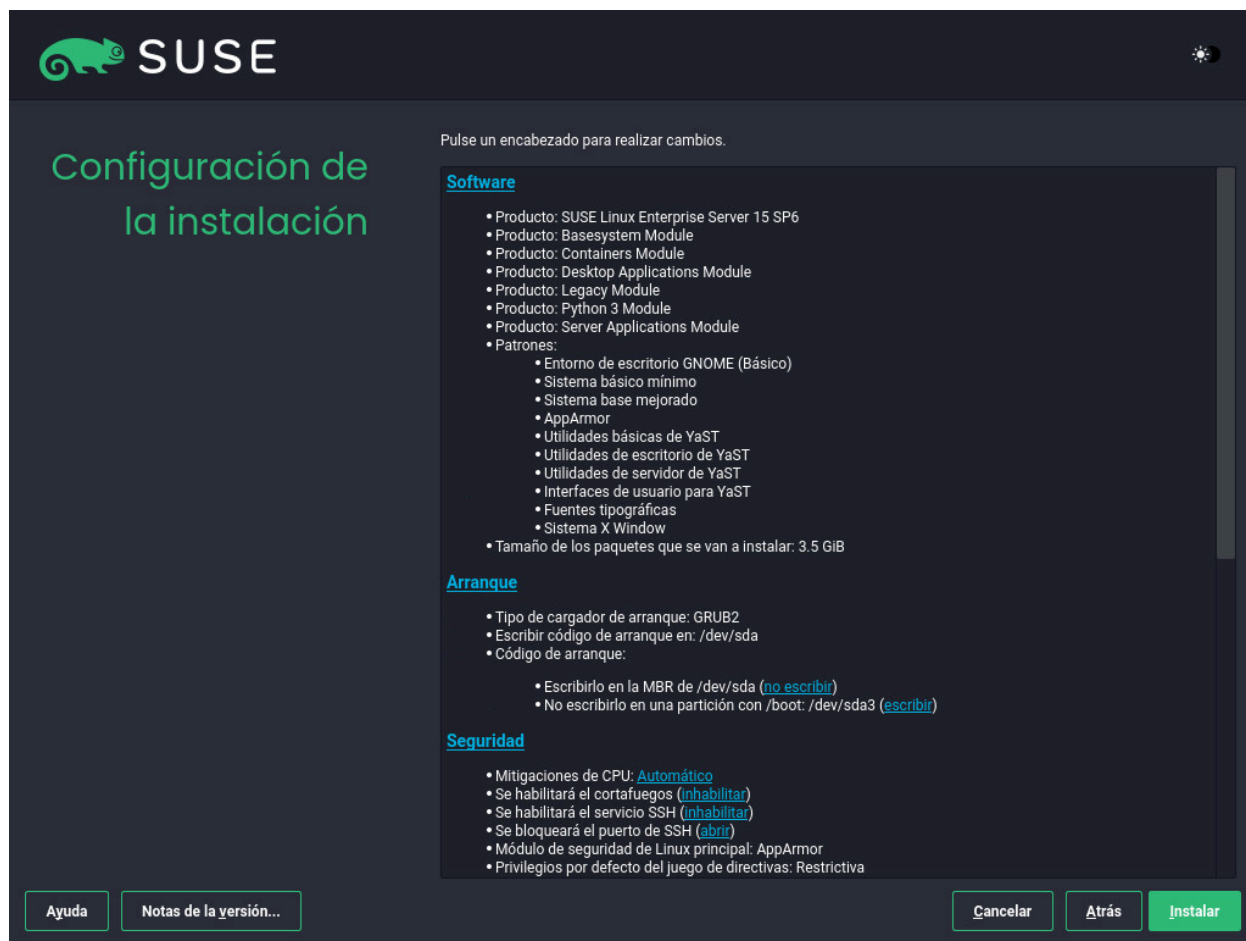 SUSE
Configuración de
la instalación
Pulse un encabezado para realizar cambios.
Software
• Producto: SUSE Linux Enterprise Server 15 SP6
• Producto: Basesystem Module
• Producto: Containers Module
• Producto: Desktop Applications Module
• Producto: Legacy Module
• Producto: Python 3 Module
• Producto: Server Applications Module
• Patrones:
• Entorno de escritorio GNOME (Básico)
• Sistema básico mínimo
• Sistema base mejorado
• AppArmor
• Utilidades básicas de YaST
• Utilidades de escritorio de YaST
• Utilidades de servidor de YaST
• Interfaces de usuario para YaST
• Fuentes tipográficas
• Sistema X Window
• Tamaño de los paquetes que se van a instalar: 3.5 GiB
Arranque
• Tipo de cargador de arranque: GRUB2
• Escribir código de arranque en: /dev/sda
• Código de arranque:
• Escribirlo en la MBR de /dev/sda (no escribir)
• No escribirlo en una partición con /boot: /dev/sda3 (escribir)
Seguridad
• Mitigaciones de CPU: Automático
• Se habilitará el cortafuegos (inhabilitar)
• Se habilitará el servicio SSH (inhabilitar)
• Se bloqueará el puerto de SSH (abrir)
• Módulo de seguridad de Linux principal: AppArmor
• Privilegios por defecto del juego de directivas: Restrictiva
Ayuda
Notas de la versión...
Cancelar
Atrás
Instalar